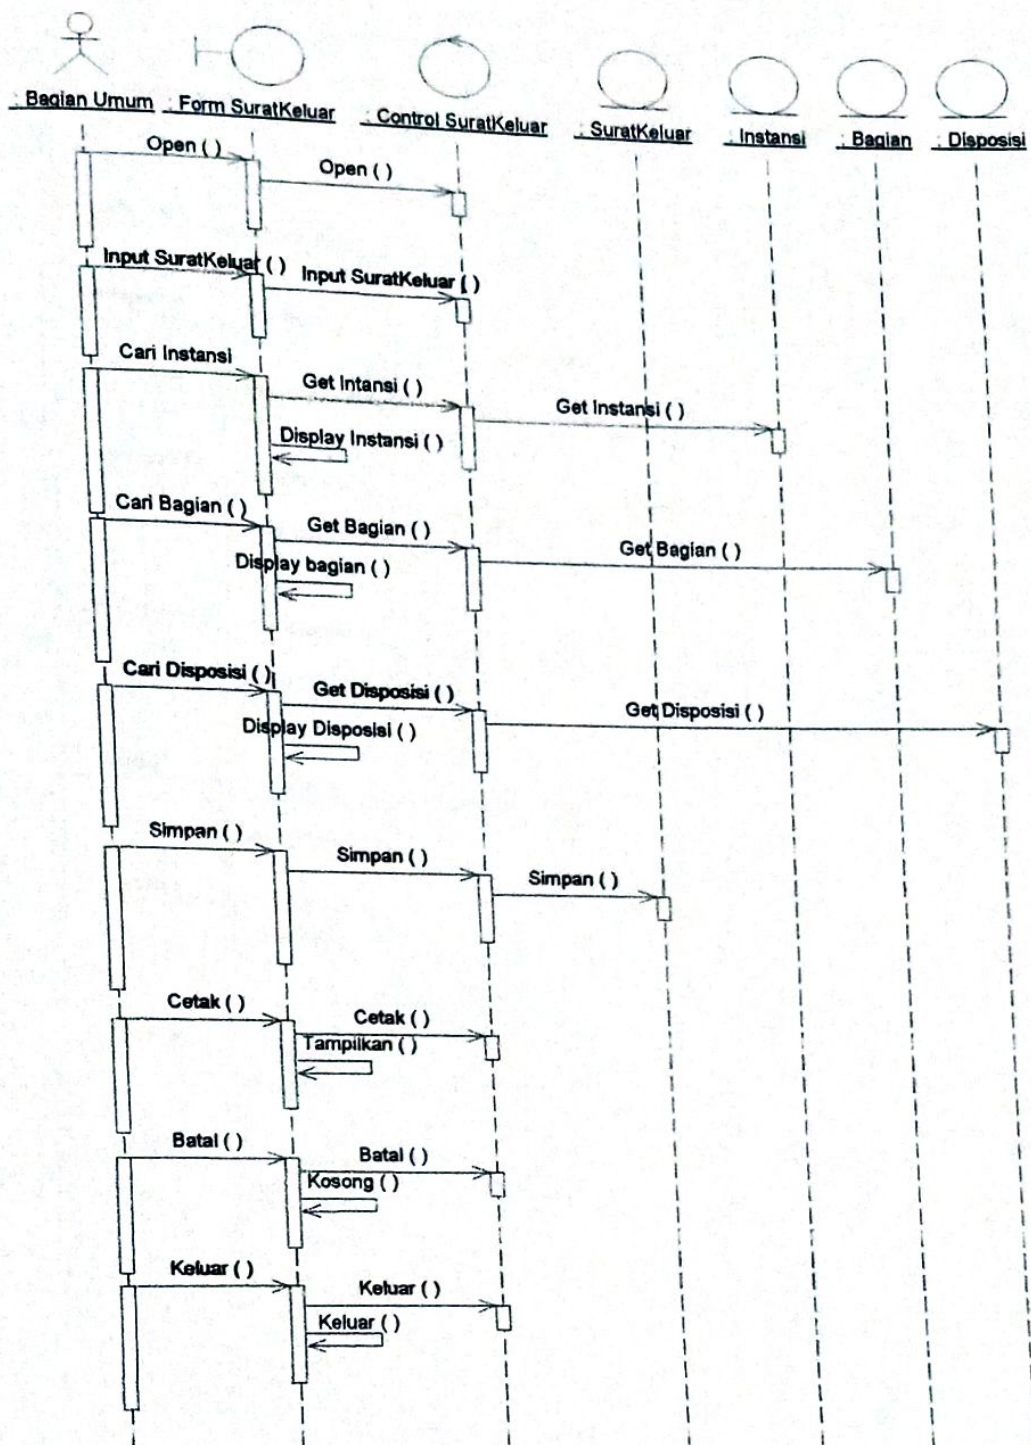 : Bagian Umum
: Form SuratKeluar
: Control SuratKeluar
: SuratKeluar
: Instansi
: Bagian
: Disposisi
Open ( )
Open ( )
Input SuratKeluar ( )
Input SuratKeluar ( )
Cari Instansi
Get Intansi ( )
Get Instansi ( )
Display Instansi ( )
Cari Bagian ( )
Get Bagian ( )
Get Bagian ( )
Display bagian ( )
Cari Disposisi ( )
Get Disposisi ( )
Get Disposisi ( )
Display Disposisi ( )
Simpan ( )
Simpan ( )
Simpan ( )
Cetak ( )
Cetak ( )
Tampilkan ( )
Batal ( )
Batal ( )
Kosong ( )
Keluar ( )
Keluar ( )
Keluar ( )